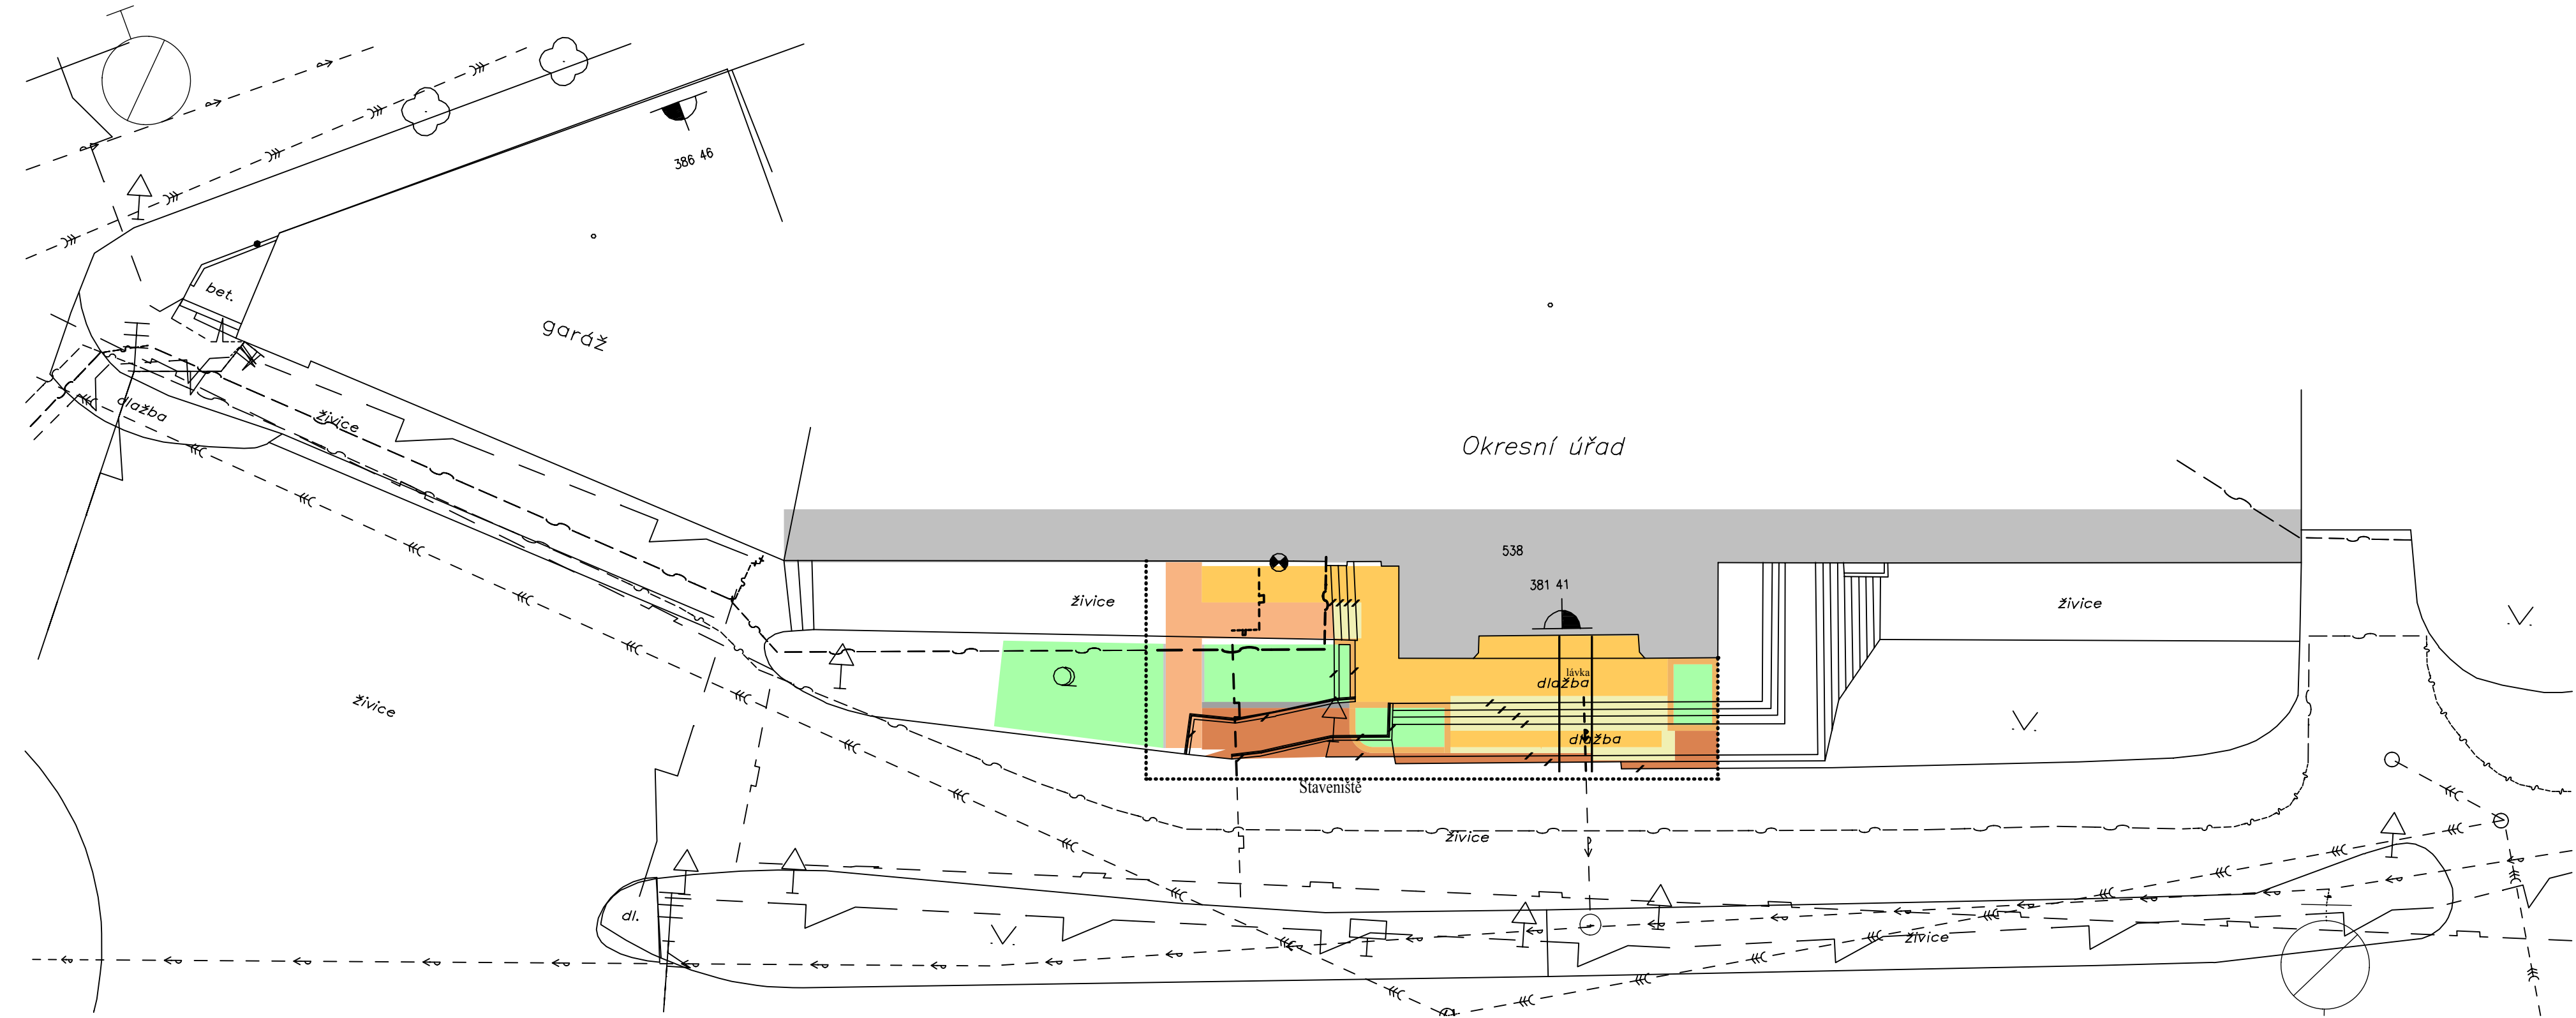 386 46
bet.
garáž
dlažba
živice
Okresní úřad
538
381 41
živice
živice
lávka
dlažba
živice
dlažba
Staveniště
živice
dl.
živice